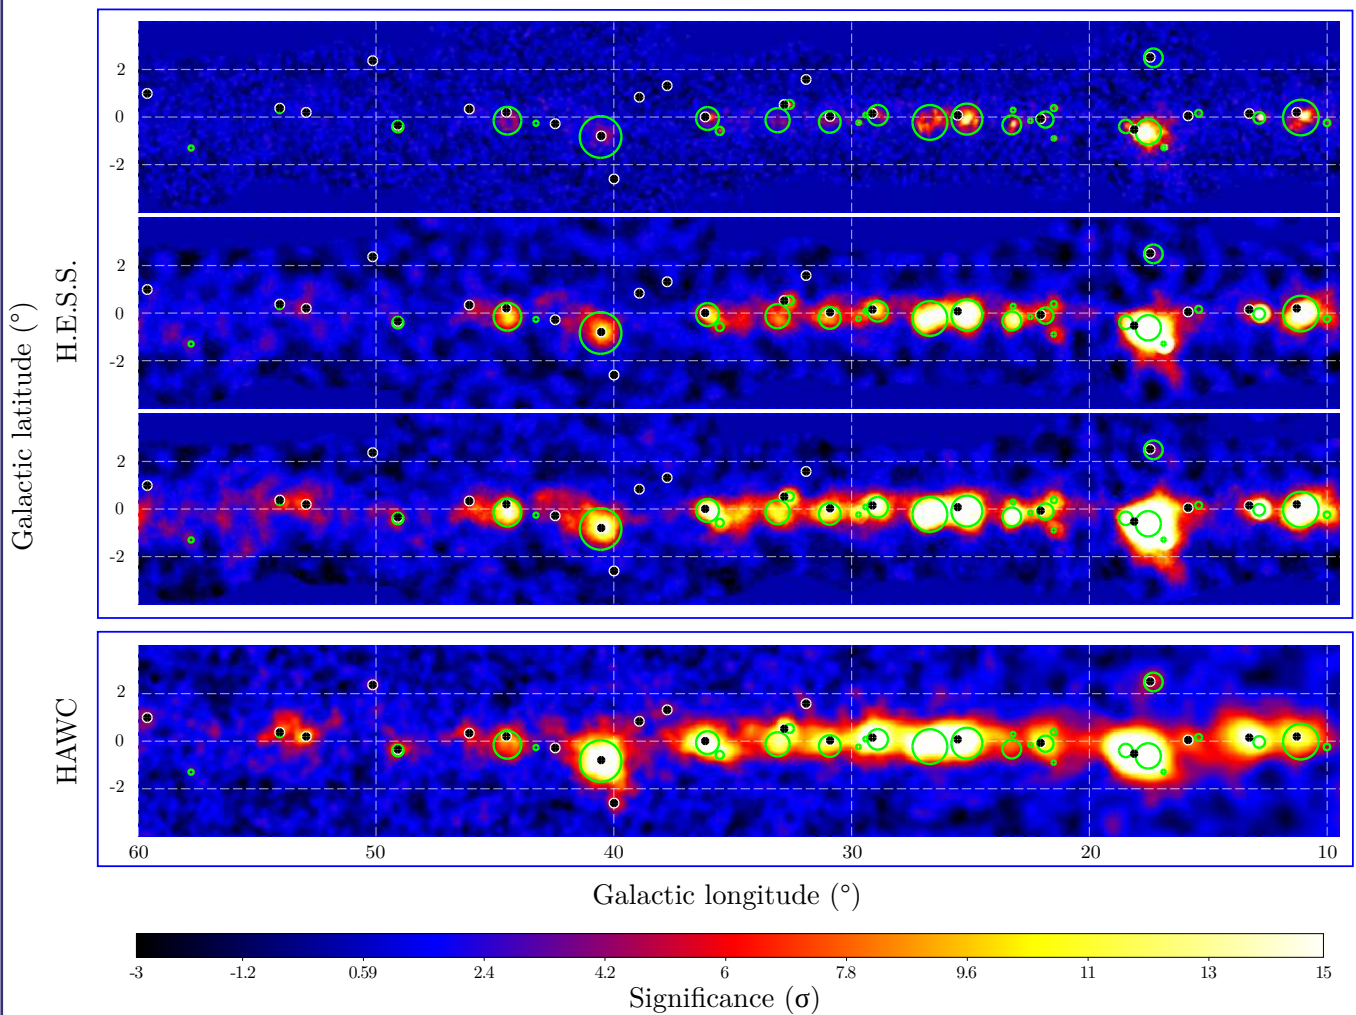 2
0
-2
2
0
-2
2
0
-2
H.E.S.S.
Galactic latitude (°)
2
0
-2
HAWC
60 50 40 30 20 10
Galactic longitude (°)
-3 -1.2 0.59 2.4 4.2 6 7.8 9.6 11 13 15
Significance (σ)